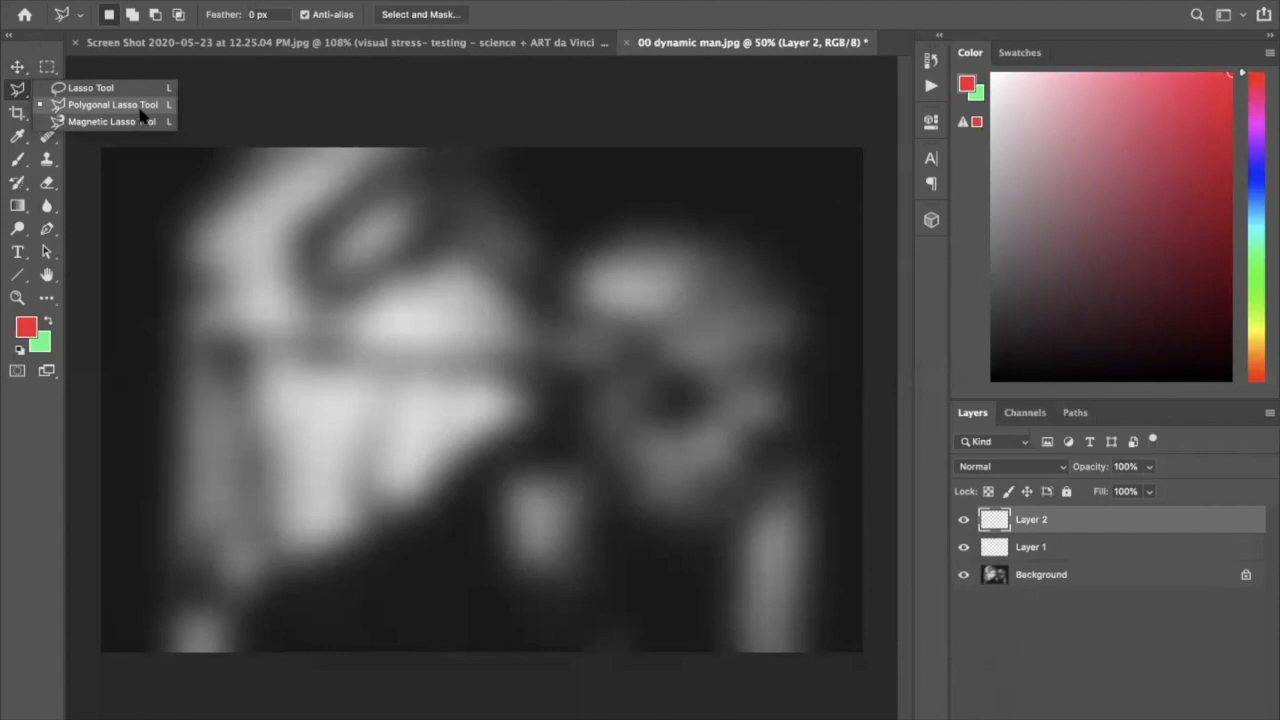 Feather: 0 px Anti-alias Select and Mask...
Screen Shot 2020-05-23 at 12.25.04 PM.jpg @ 108% (visual stress- testing - science + ART da Vinci ...
00 dynamic man.jpg @ 50% (Layer 2, RGB/8) *
Color Swatches
Lasso Tool L
Polygonal Lasso Tool L
Magnetic Lasso L
Layers Channels Paths
Kind
Normal Opacity: 100%
Lock: Fill: 100%
Layer 2
Layer 1
Background